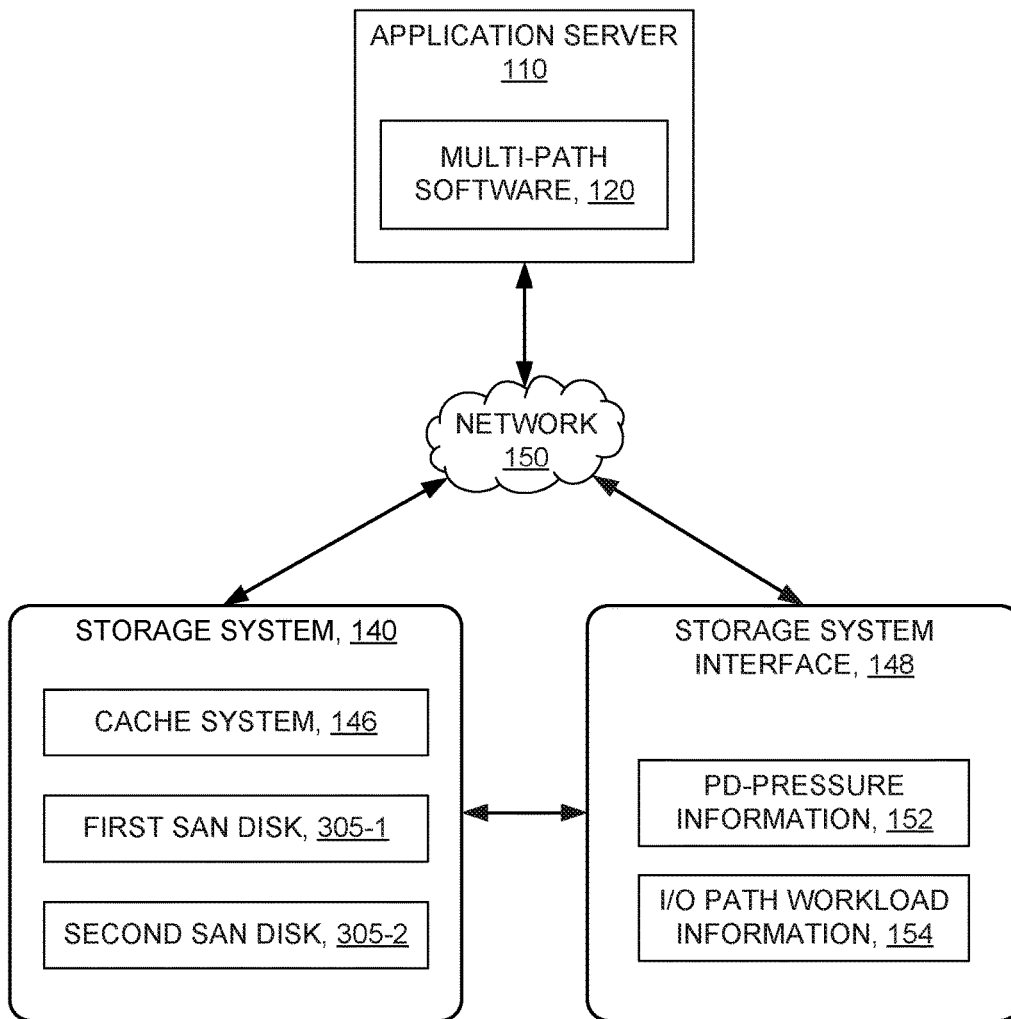 APPLICATION SERVER
110
MULTI-PATH
SOFTWARE, 120
NETWORK
150
STORAGE SYSTEM, 140
CACHE SYSTEM, 146
FIRST SAN DISK, 305-1
SECOND SAN DISK, 305-2
STORAGE SYSTEM
INTERFACE, 148
PD-PRESSURE
INFORMATION, 152
I/O PATH WORKLOAD
INFORMATION, 154